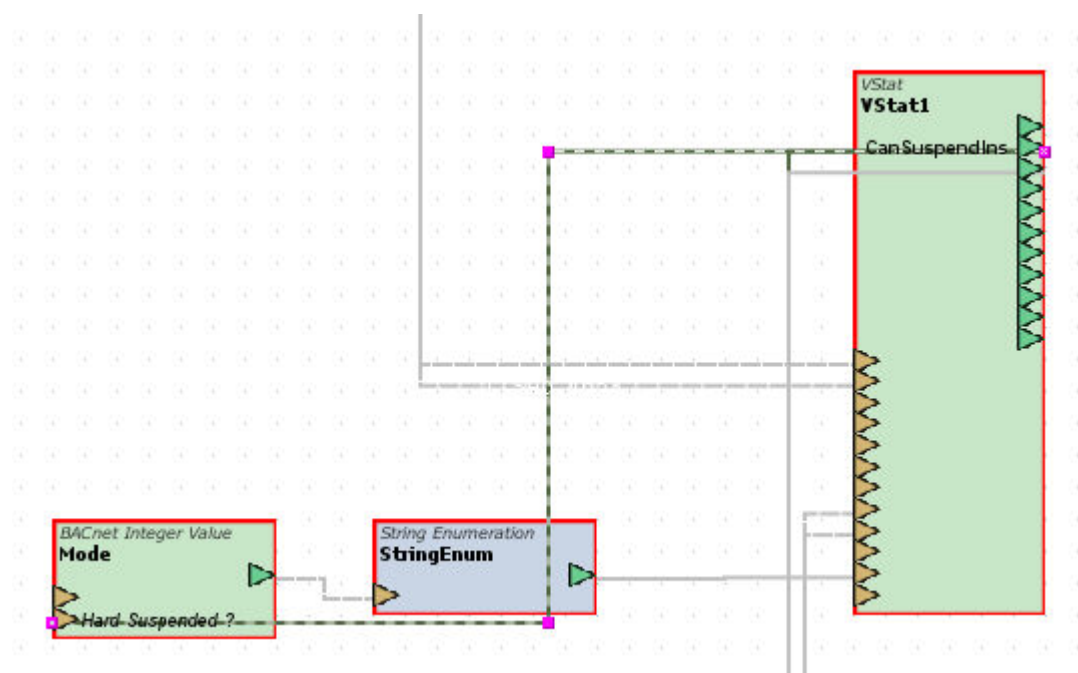 VStat
VStat1
CanSuspendIns
BACnet Integer Value
Mode
Hard Suspended ?
String Enumeration
StringEnum